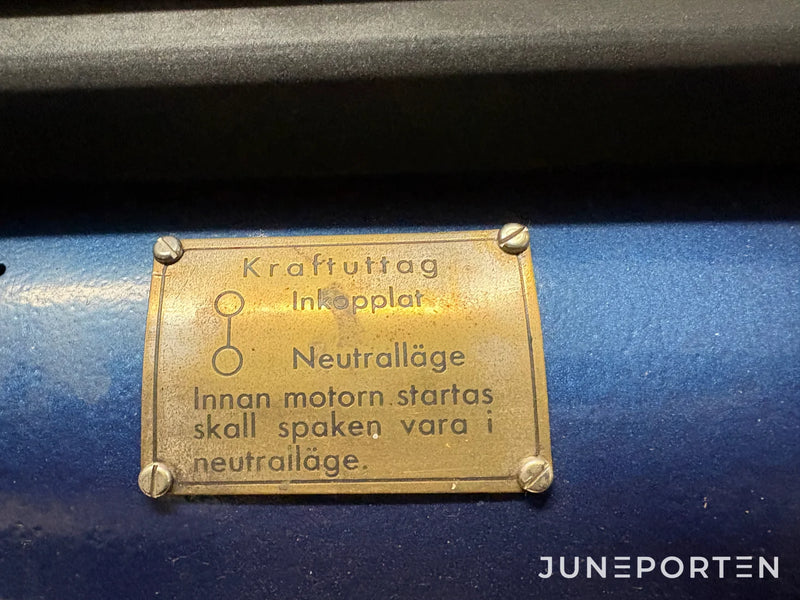 Kraftuttag
Inkopplat
Neutralläge
Innan motorn startas
skall spaken vara i
neutralläge.
JUNEPORTEN